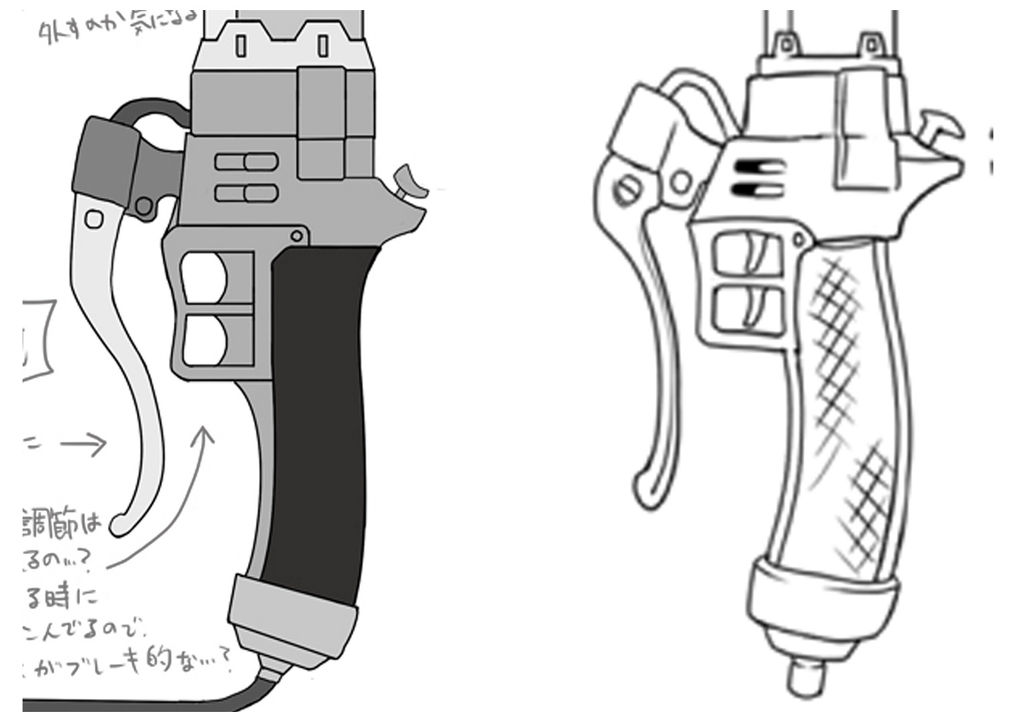 外すのか気になる
に
調節は
るの…?
る時に
こんでるので、
がブレーキ的な…?